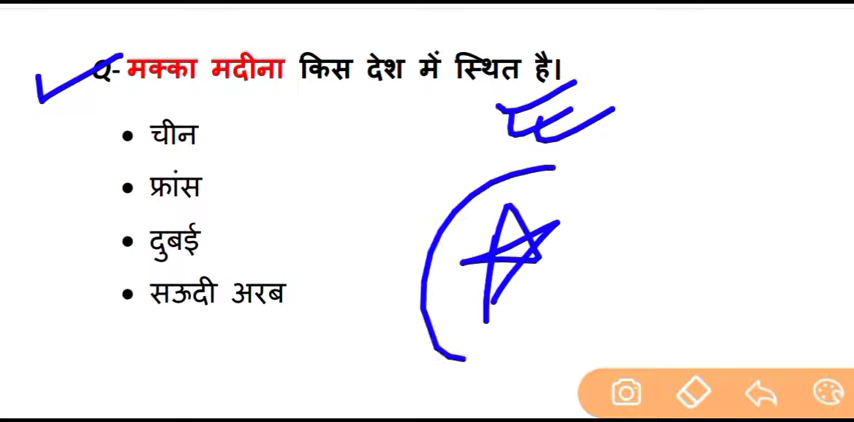 Q- मक्का मदीना किस देश में स्थित है।
• चीन
• फ्रांस
• दुबई
• सऊदी अरब